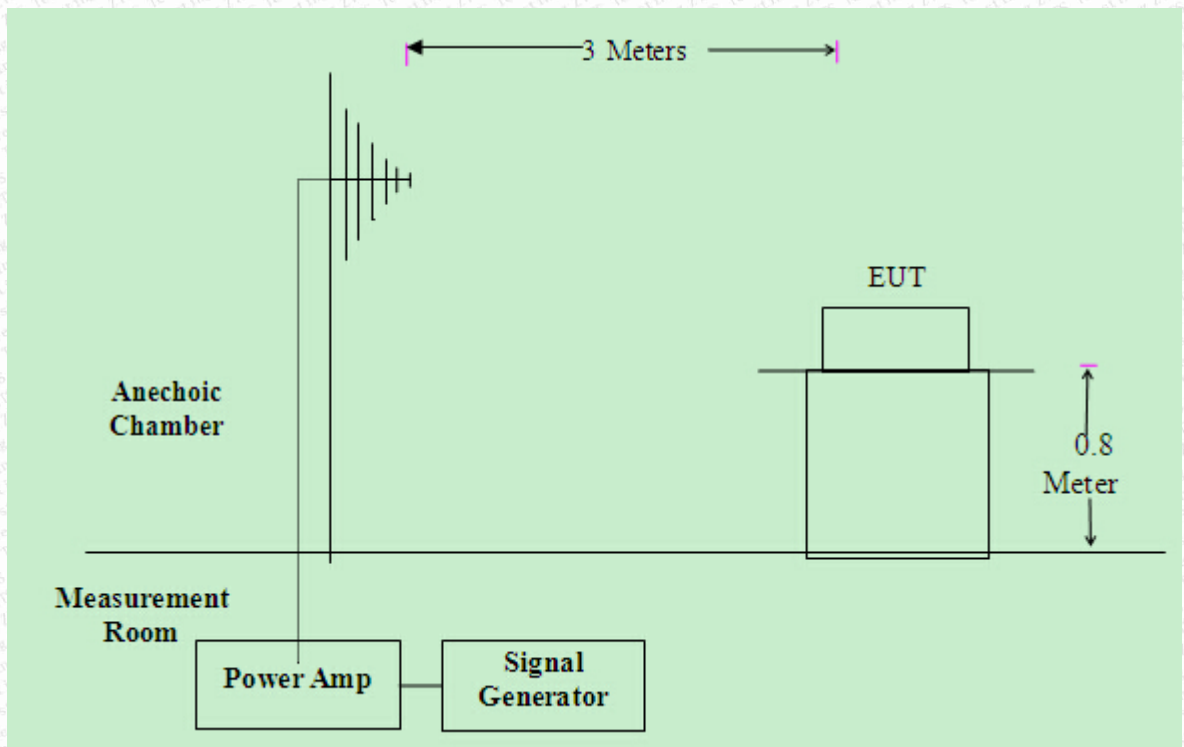 3 Meters
EUT
Anechoic
Chamber
0.8
Meter
Measurement
Room
Power Amp
Signal
Generator